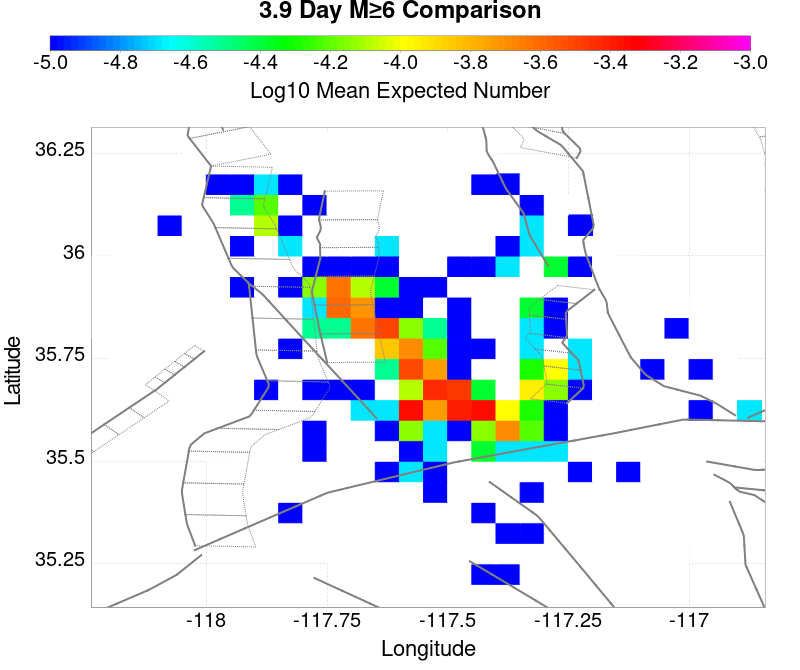 3.9 Day M≥6 Comparison
-5.0 -4.8 -4.6 -4.4 -4.2 -4.0 -3.8 -3.6 -3.4 -3.2 -3.0
Log10 Mean Expected Number
36.25
36
35.75
35.5
35.25
Latitude
-118 -117.75 -117.5 -117.25 -117
Longitude